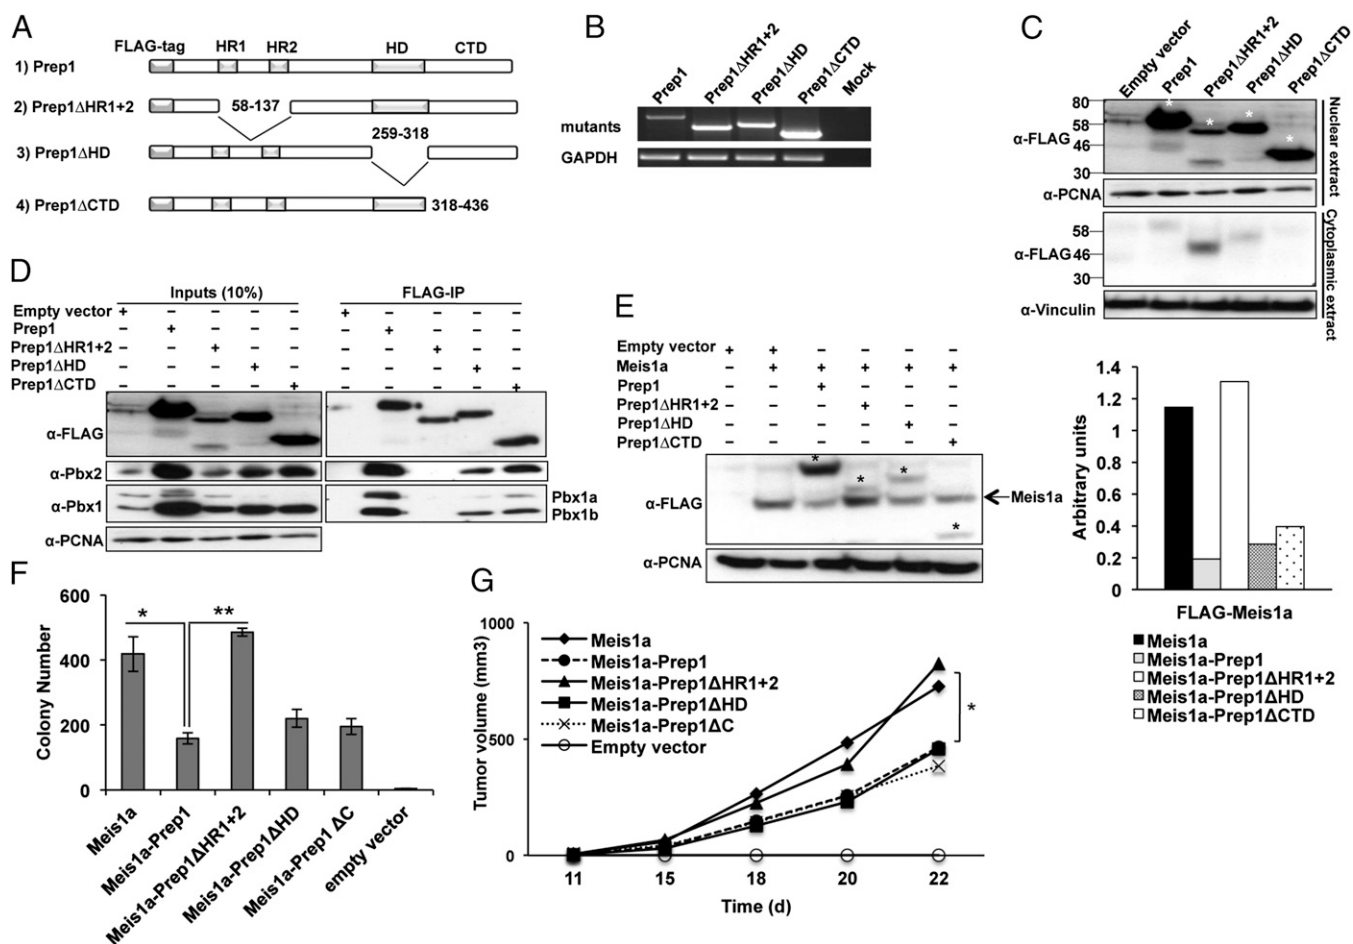 A
FLAG-tag HR1 HR2 HD CTD
1) Prep1
2) Prep1ΔHR1+2 58-137
259-318
3) Prep1ΔHD
4) Prep1ΔCTD 318-436
B
Prep1 Prep1ΔHR1+2 Prep1ΔHD Prep1ΔCTD Mock
mutants
GAPDH
C
Empty vector Prep1 Prep1ΔHR1+2 Prep1ΔHD Prep1ΔCTD
80
58
α-FLAG 46
30
α-PCNA
Nuclear extract
58
α-FLAG 46
30
α-Vinculin
Cytoplasmic extract
* * * *
D
Inputs (10%) FLAG-IP
Empty vector + – – – – + – – – –
Prep1 – + – – – – + – – –
Prep1ΔHR1+2 – – + – – – – + – –
Prep1ΔHD – – – + – – – – + –
Prep1ΔCTD – – – – + – – – – +
α-FLAG
α-Pbx2
α-Pbx1 Pbx1a
Pbx1b
α-PCNA
E
Empty vector + + – – – –
Meis1a – + + + + +
Prep1 – – + – – –
Prep1ΔHR1+2 – – – + – –
Prep1ΔHD – – – – + –
Prep1ΔCTD – – – – – +
* * * *
α-FLAG Meis1a
α-PCNA
1.4
1.2
1
0.8
0.6
0.4
0.2
0
Arbitrary units
FLAG-Meis1a
Meis1a
Meis1a-Prep1
Meis1a-Prep1ΔHR1+2
Meis1a-Prep1ΔHD
Meis1a-Prep1ΔCTD
F
600
400
200
0
Colony Number
* **
Meis1a
Meis1a-Prep1
Meis1a-Prep1ΔHR1+2
Meis1a-Prep1ΔHD
Meis1a-Prep1 ΔC
empty vector
G
1000
500
0
Tumor volume (mm3)
Meis1a
Meis1a-Prep1
Meis1a-Prep1ΔHR1+2
Meis1a-Prep1ΔHD
Meis1a-Prep1ΔC
Empty vector
*
11 15 18 20 22
Time (d)